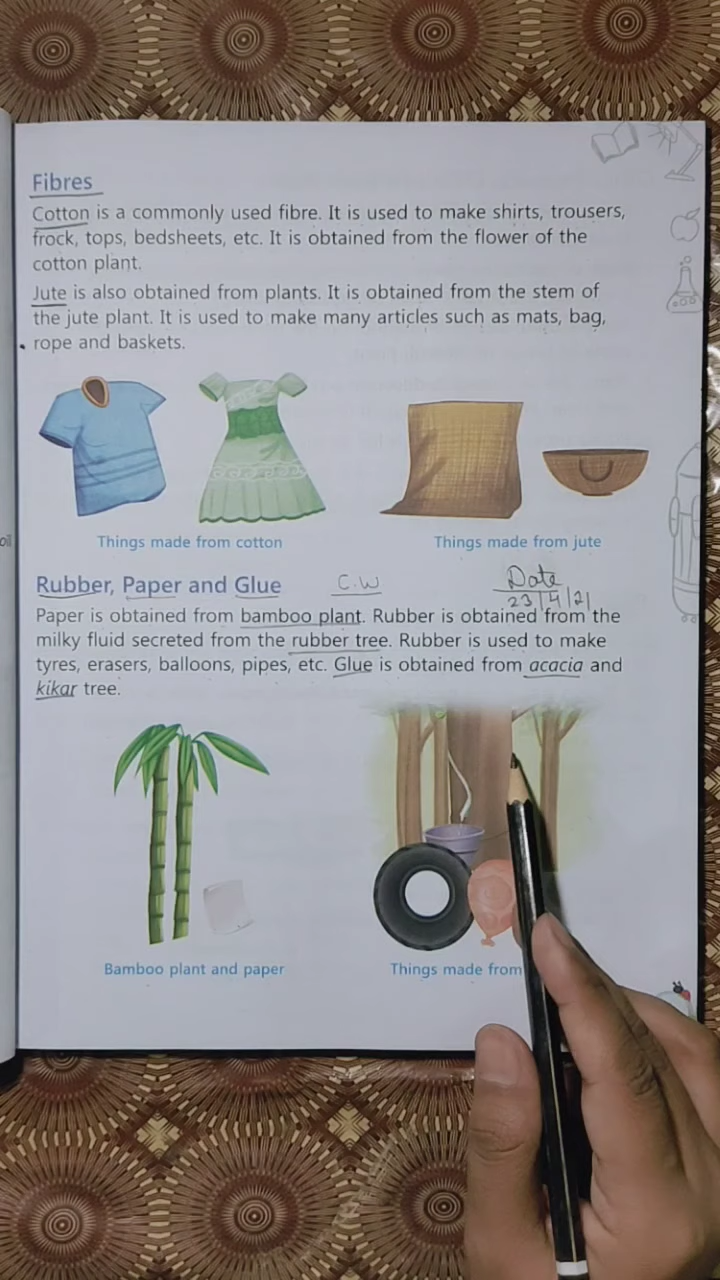 Fibres
Cotton is a commonly used fibre. It is used to make shirts, trousers,
frock, tops, bedsheets, etc. It is obtained from the flower of the
cotton plant.
Jute is also obtained from plants. It is obtained from the stem of
the jute plant. It is used to make many articles such as mats, bag,
rope and baskets.
Things made from cotton
Things made from jute
oil
Rubber, Paper and Glue
C.W
Date
23/4/21
Paper is obtained from bamboo plant. Rubber is obtained from the
milky fluid secreted from the rubber tree. Rubber is used to make
tyres, erasers, balloons, pipes, etc. Glue is obtained from acacia and
kikar tree.
Bamboo plant and paper
Things made from